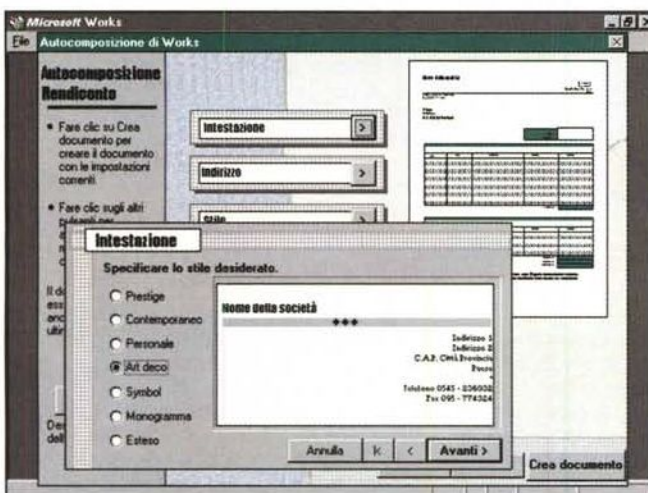 Microsoft Works
File
Autocomposizione di Works
Autocomposizione
Rendiconto
• Fare clic su Crea
documento per
creare il documento
con le impostazioni
correnti.
• Fare clic sugli altri
pulsanti per
Intestazione
Indirizzo
Stile
Intestazione
Specificare lo stile desiderato.
Prestige
Contemporaneo
Personale
Art deco
Symbol
Monogramma
Esteso
Nome della società
Indirizzo 1
Indirizzo 2
C.A.P. Città Provincia
Paese
Telefono 0545 - 236932
Fax 095 - 774324
Annulla
k
<
Avanti >
Crea documento